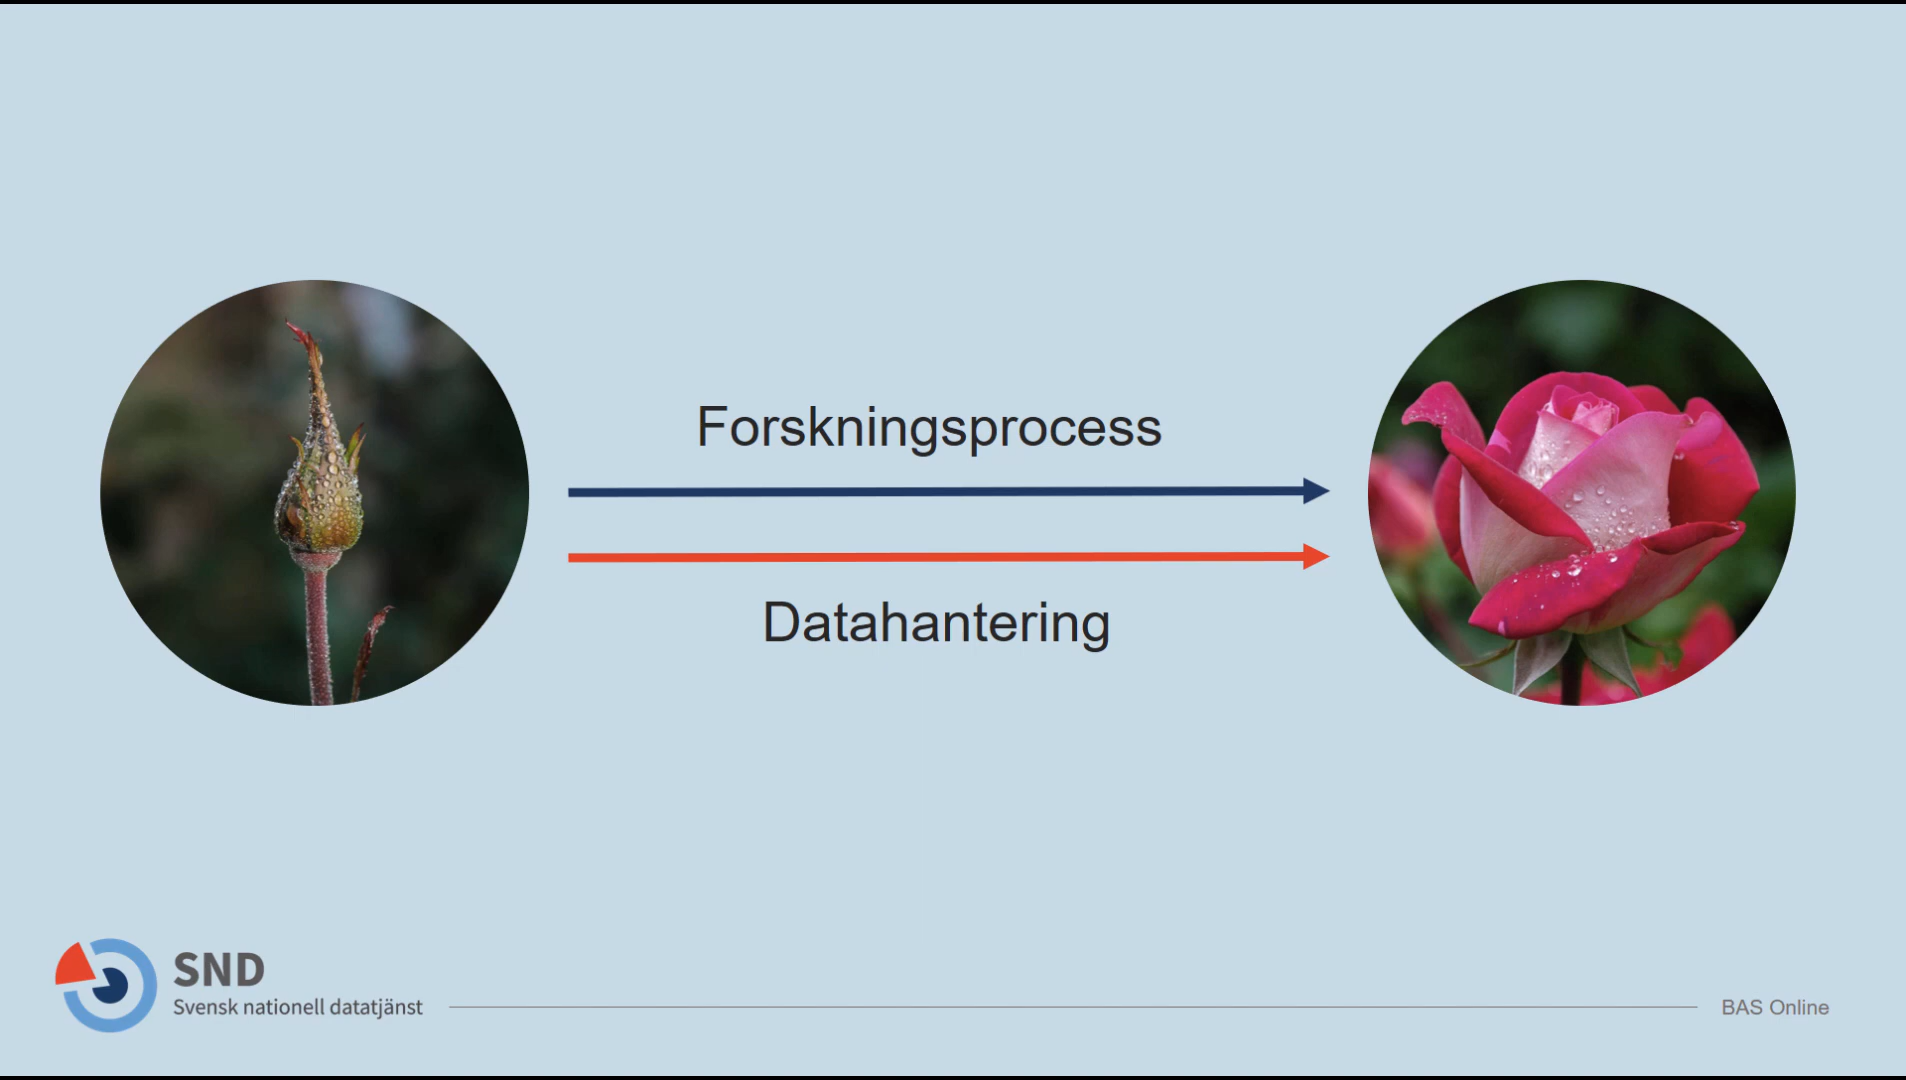 Forskningsprocess
Datahantering
SND
Svensk nationell datatjänst
BAS Online